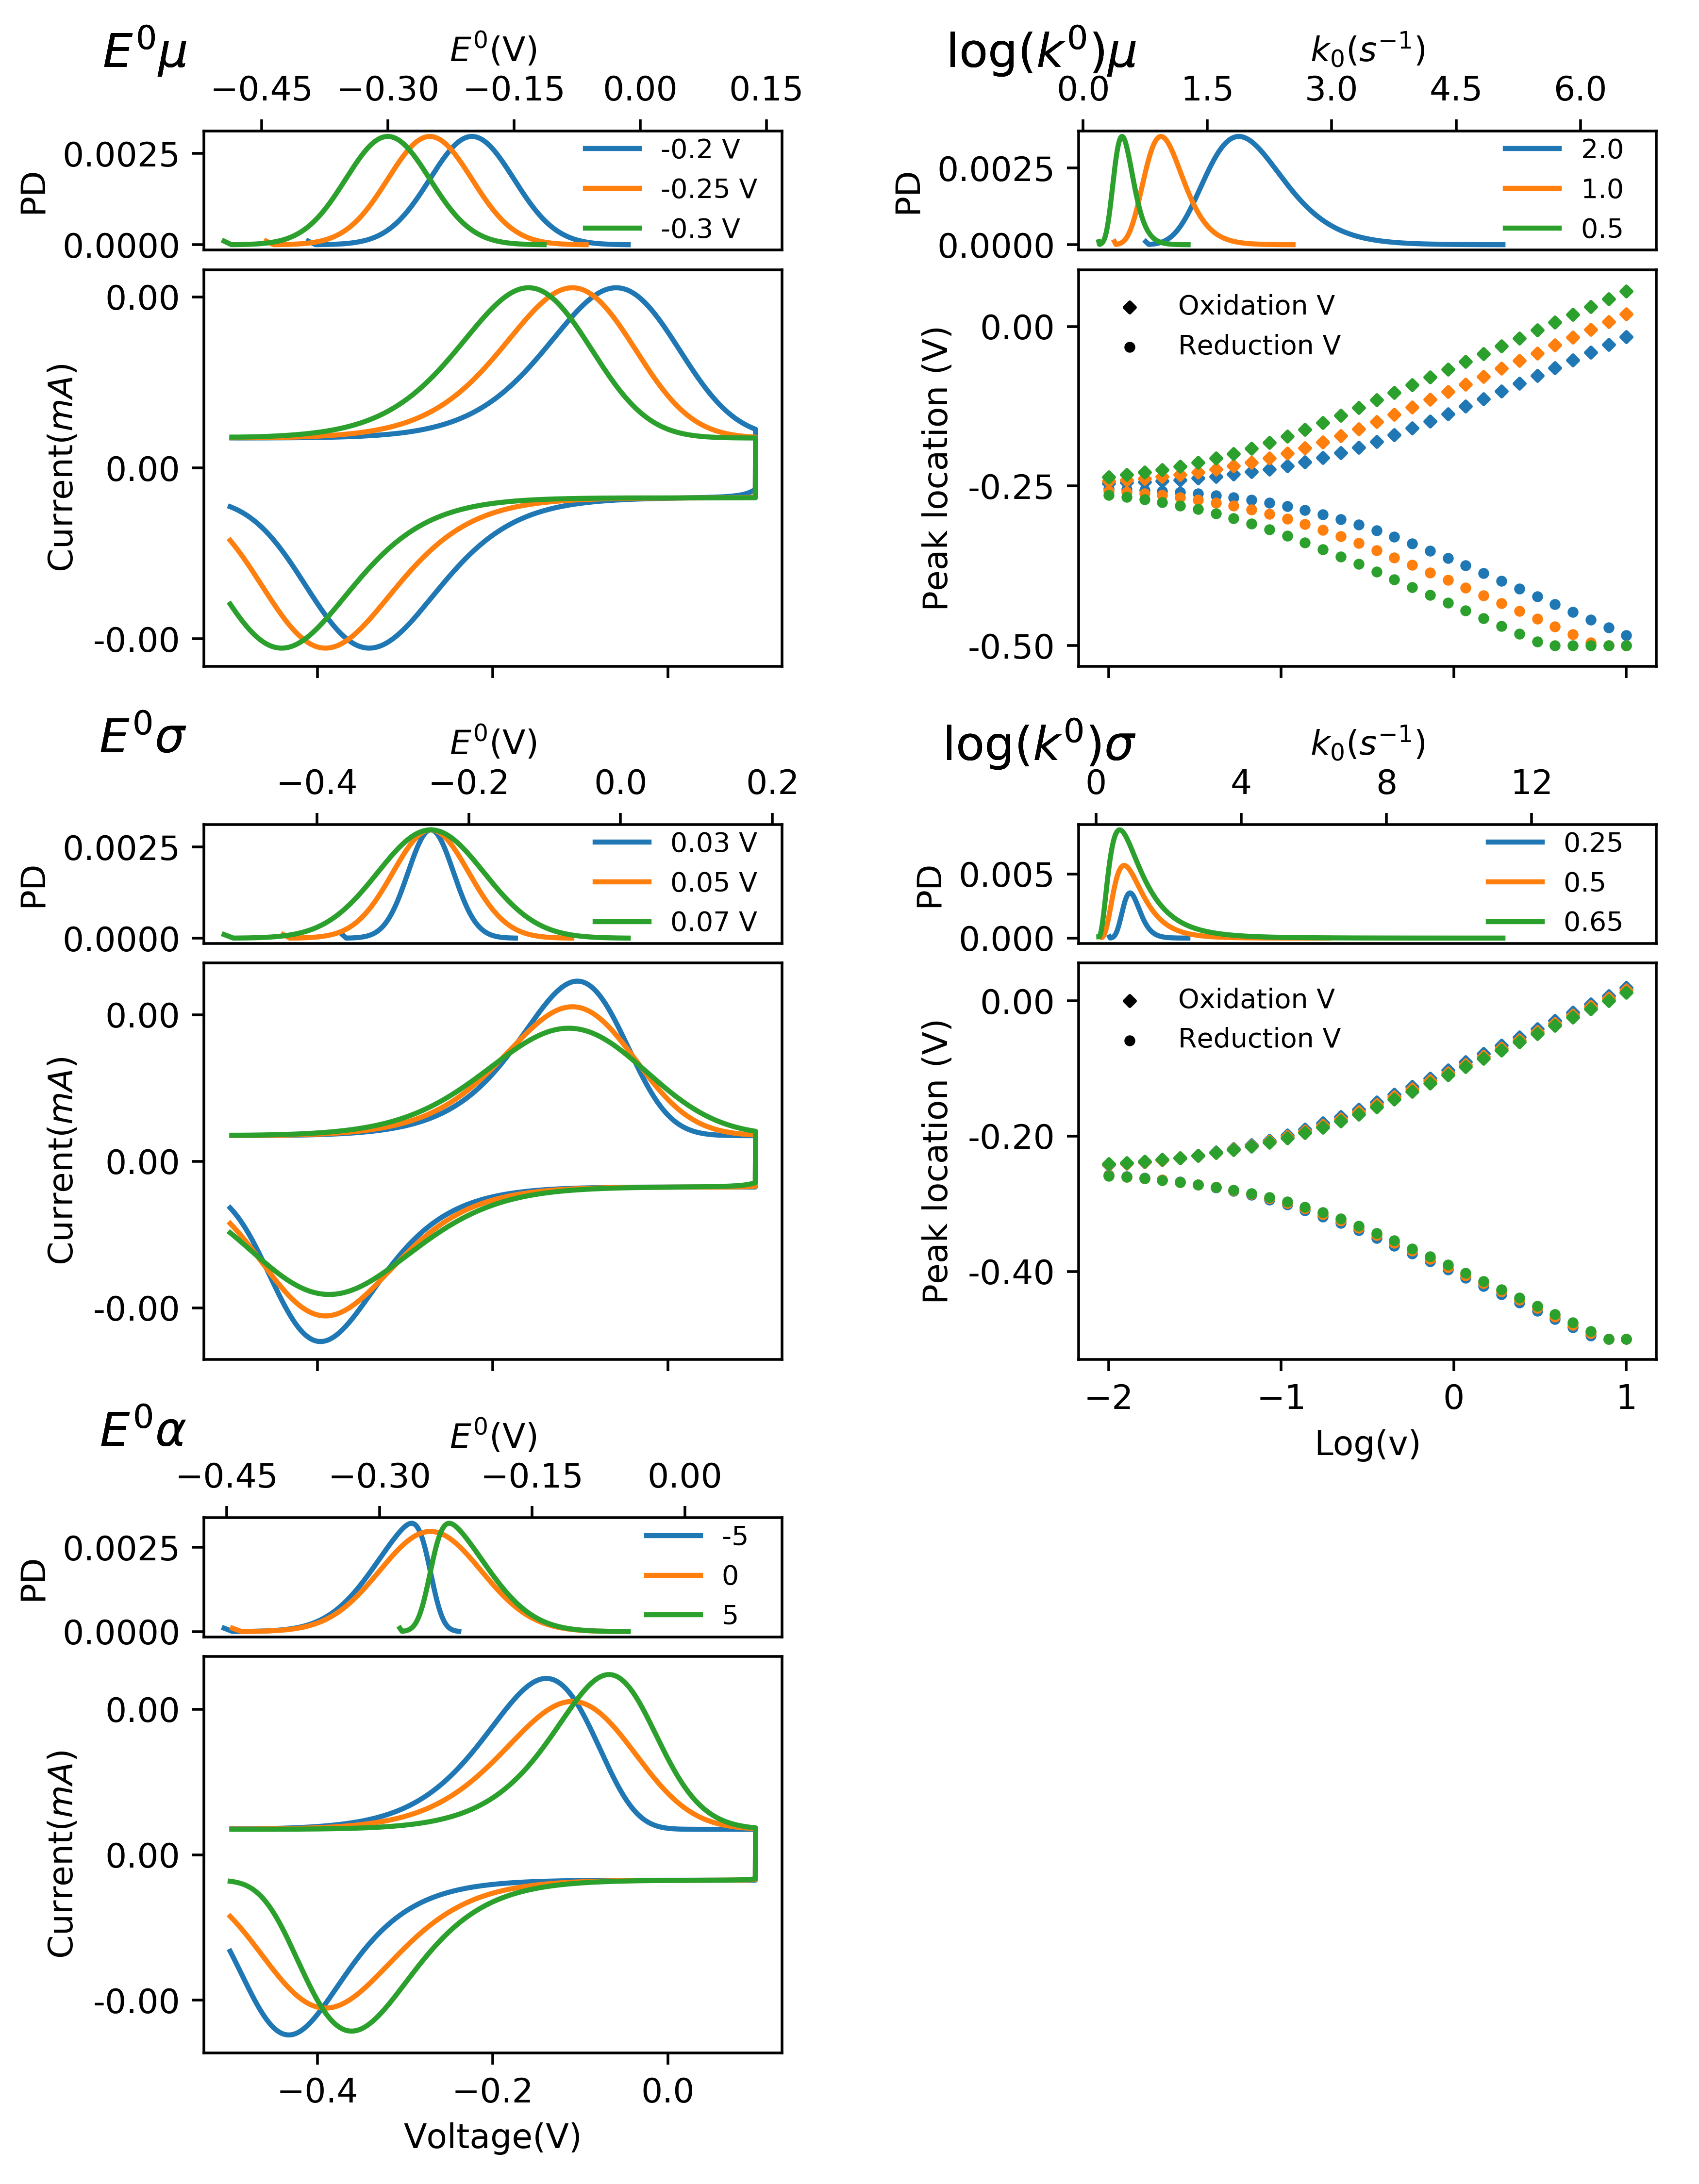 E⁰μ
E⁰(V)
−0.45 −0.30 −0.15 0.00 0.15
PD
0.0025
0.0000
-0.2 V
-0.25 V
-0.3 V
Current(mA)
0.00
0.00
-0.00
log(k⁰)μ
k₀(s⁻¹)
0.0 1.5 3.0 4.5 6.0
PD
0.0025
0.0000
2.0
1.0
0.5
Peak location (V)
0.00
-0.25
-0.50
Oxidation V
Reduction V
E⁰σ
E⁰(V)
−0.4 −0.2 0.0 0.2
PD
0.0025
0.0000
0.03 V
0.05 V
0.07 V
Current(mA)
0.00
0.00
-0.00
log(k⁰)σ
k₀(s⁻¹)
0 4 8 12
PD
0.005
0.000
0.25
0.5
0.65
Peak location (V)
0.00
-0.20
-0.40
Oxidation V
Reduction V
−2 −1 0 1
Log(v)
E⁰α
E⁰(V)
−0.45 −0.30 −0.15 0.00
PD
0.0025
0.0000
-5
0
5
Current(mA)
0.00
0.00
-0.00
−0.4 −0.2 0.0
Voltage(V)